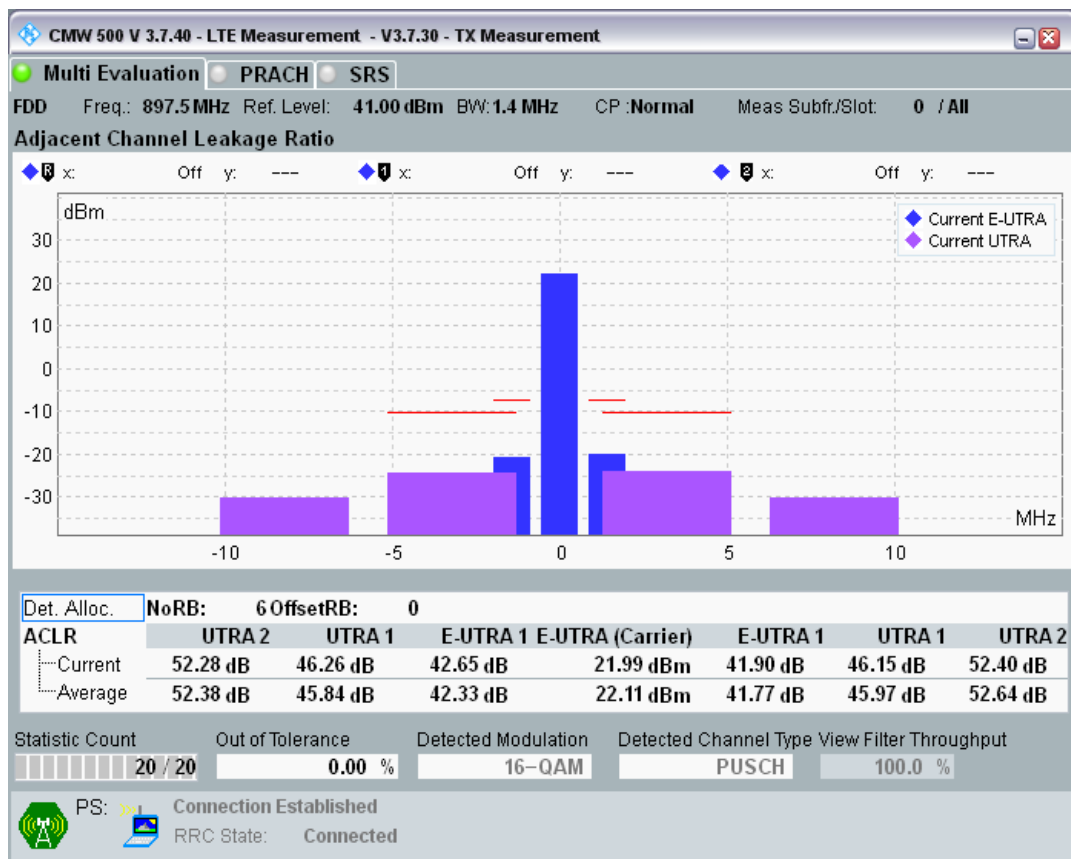 CMW 500 V 3.7.40 - LTE Measurement - V3.7.30 - TX Measurement
Multi Evaluation PRACH SRS
FDD Freq.: 897.5 MHz Ref. Level: 41.00 dBm BW: 1.4 MHz CP :Normal Meas Subfr./Slot: 0 / All
Adjacent Channel Leakage Ratio
R x: Off y: --- 1 x: Off y: --- 2 x: Off y: ---
dBm
Current E-UTRA
Current UTRA
30
20
10
0
-10
-20
-30
MHz
-10 -5 0 5 10
Det. Alloc. NoRB: 6 OffsetRB: 0
ACLR UTRA 2 UTRA 1 E-UTRA 1 E-UTRA (Carrier) E-UTRA 1 UTRA 1 UTRA 2
Current 52.28 dB 46.26 dB 42.65 dB 21.99 dBm 41.90 dB 46.15 dB 52.40 dB
Average 52.38 dB 45.84 dB 42.33 dB 22.11 dBm 41.77 dB 45.97 dB 52.64 dB
Statistic Count Out of Tolerance Detected Modulation Detected Channel Type View Filter Throughput
20 / 20 0.00 % 16-QAM PUSCH 100.0 %
PS: Connection Established
RRC State: Connected